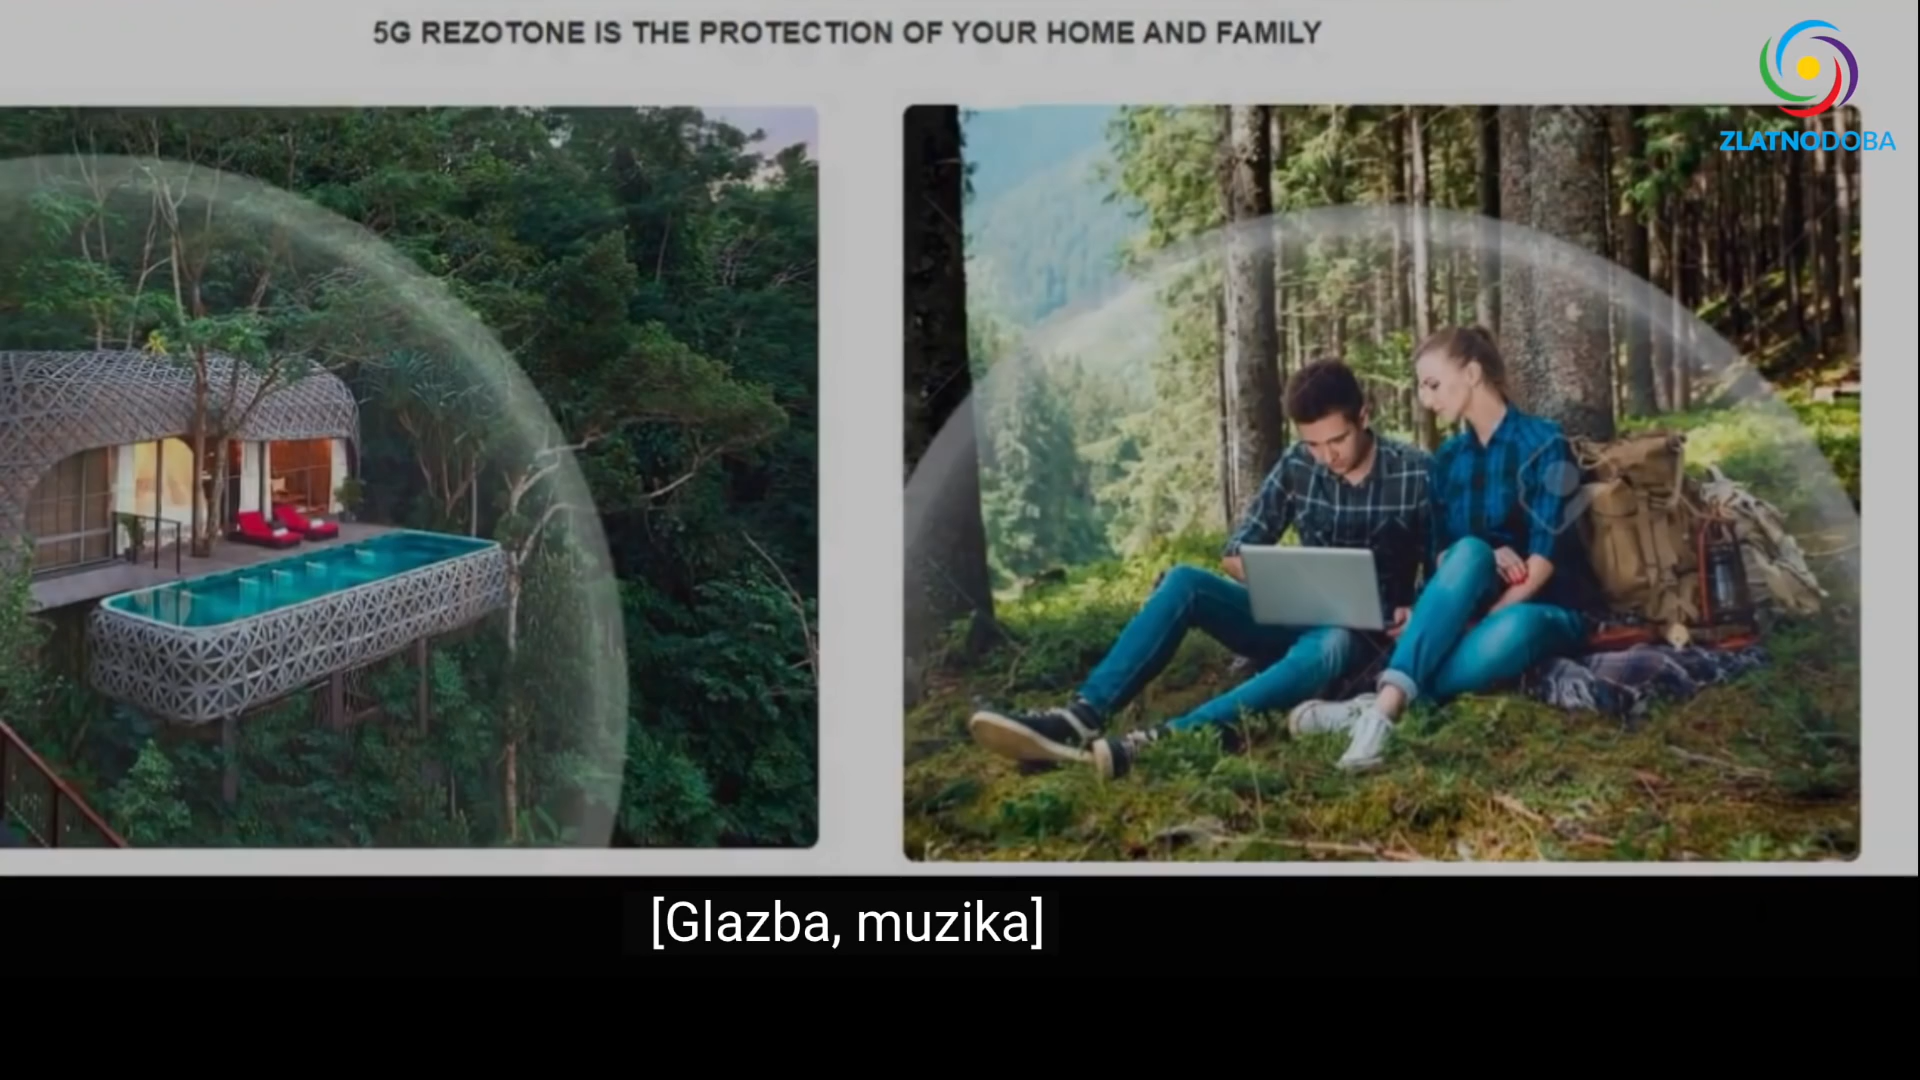 5G REZOTONE IS THE PROTECTION OF YOUR HOME AND FAMILY
ZLATNODOBA
[Glazba, muzika]